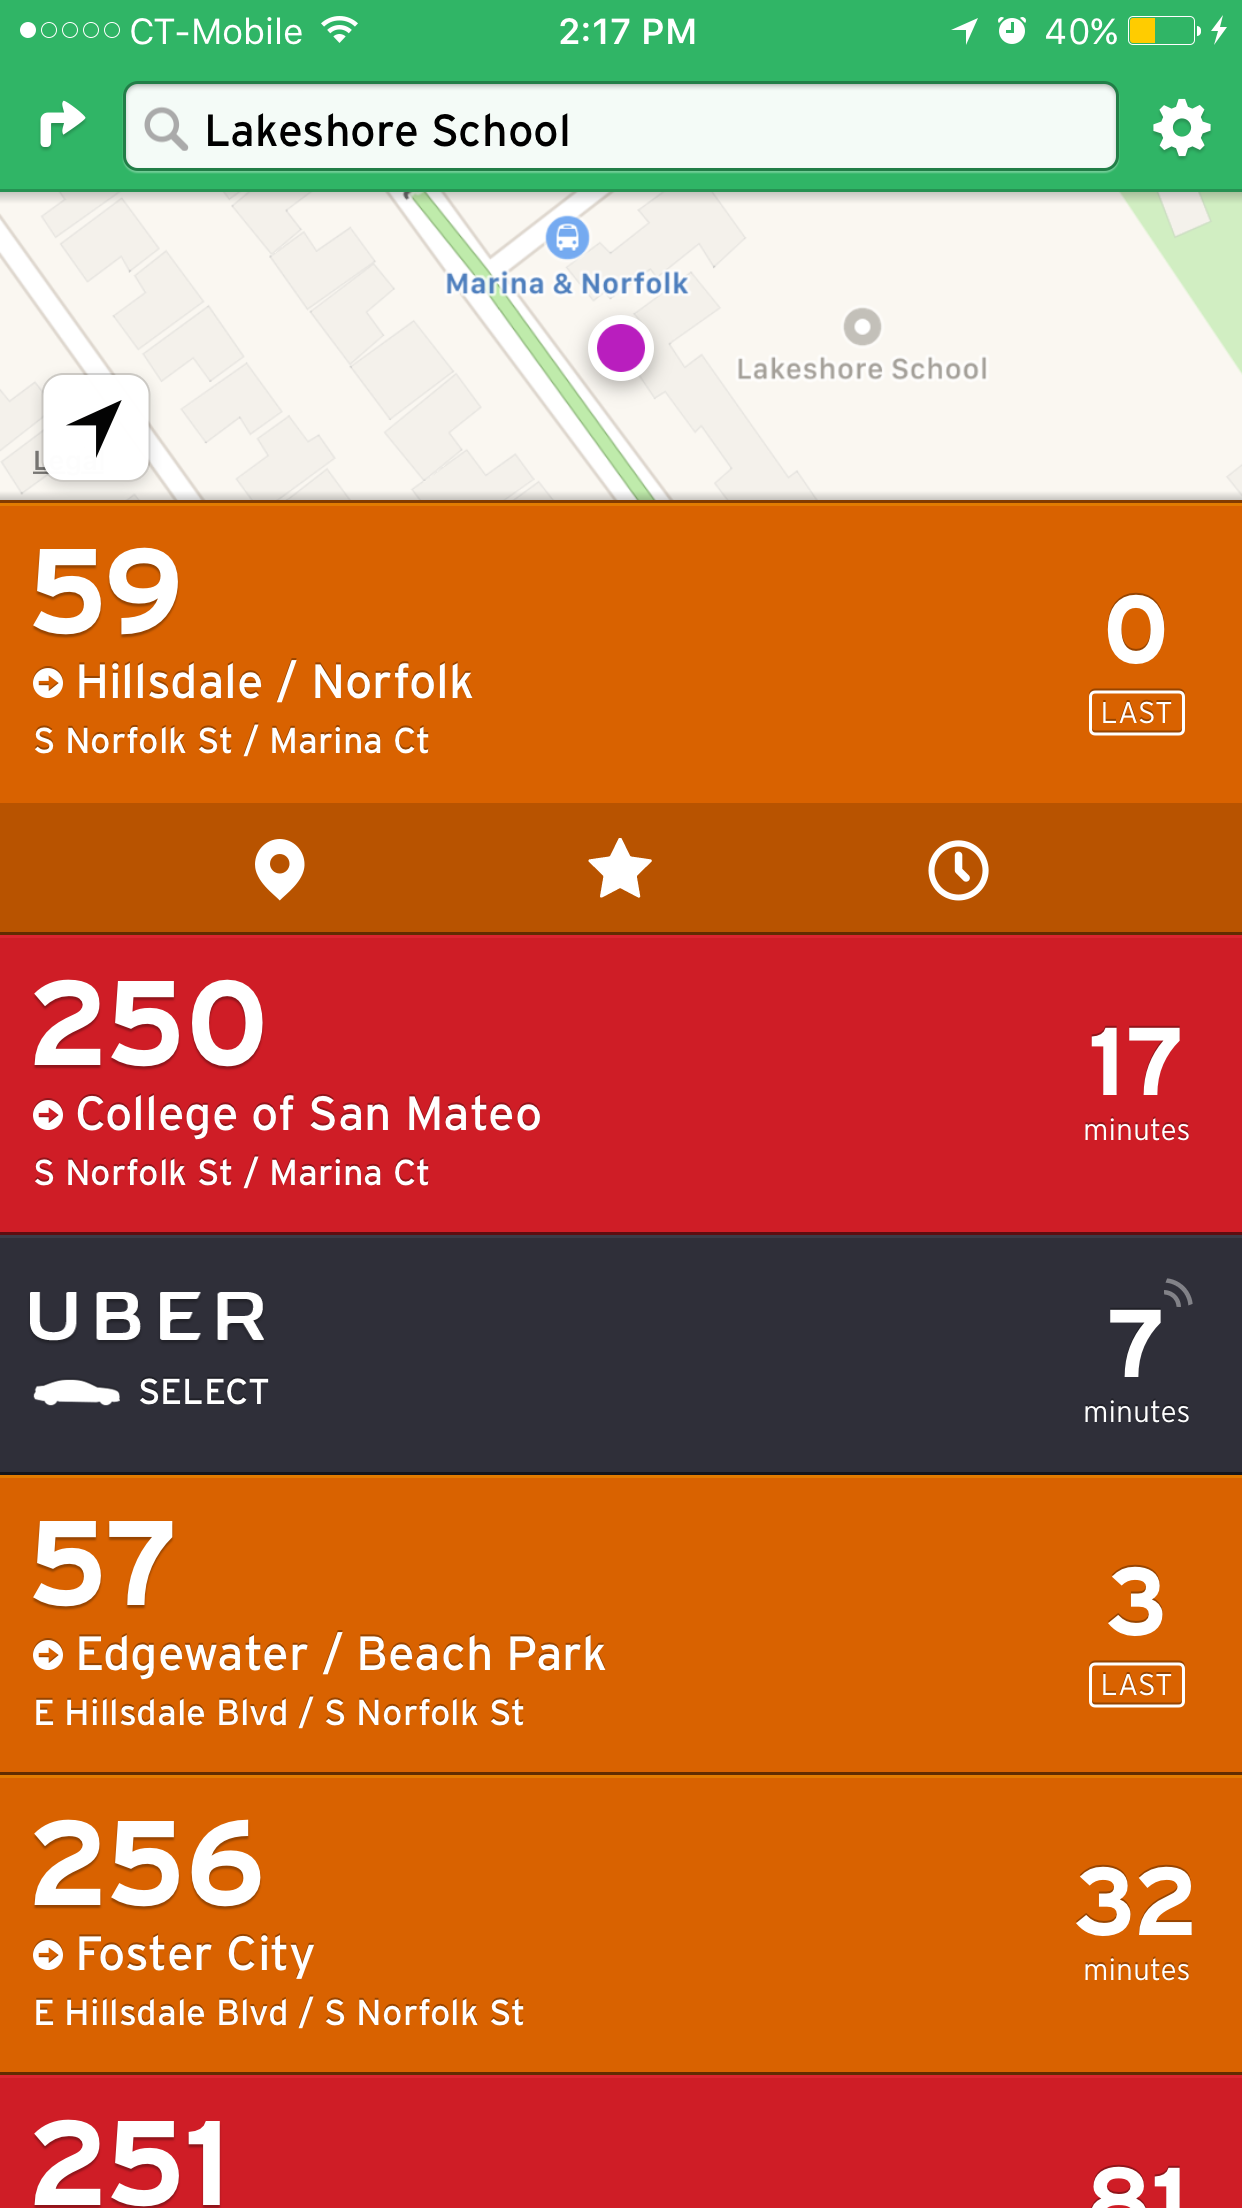 CT-Mobile 2:17 PM 40%
Lakeshore School
Marina & Norfolk
Lakeshore School
59
Hillsdale / Norfolk
S Norfolk St / Marina Ct
0
LAST
250
College of San Mateo
S Norfolk St / Marina Ct
17
minutes
UBER
SELECT
7
minutes
57
Edgewater / Beach Park
E Hillsdale Blvd / S Norfolk St
3
LAST
256
Foster City
E Hillsdale Blvd / S Norfolk St
32
minutes
251
81